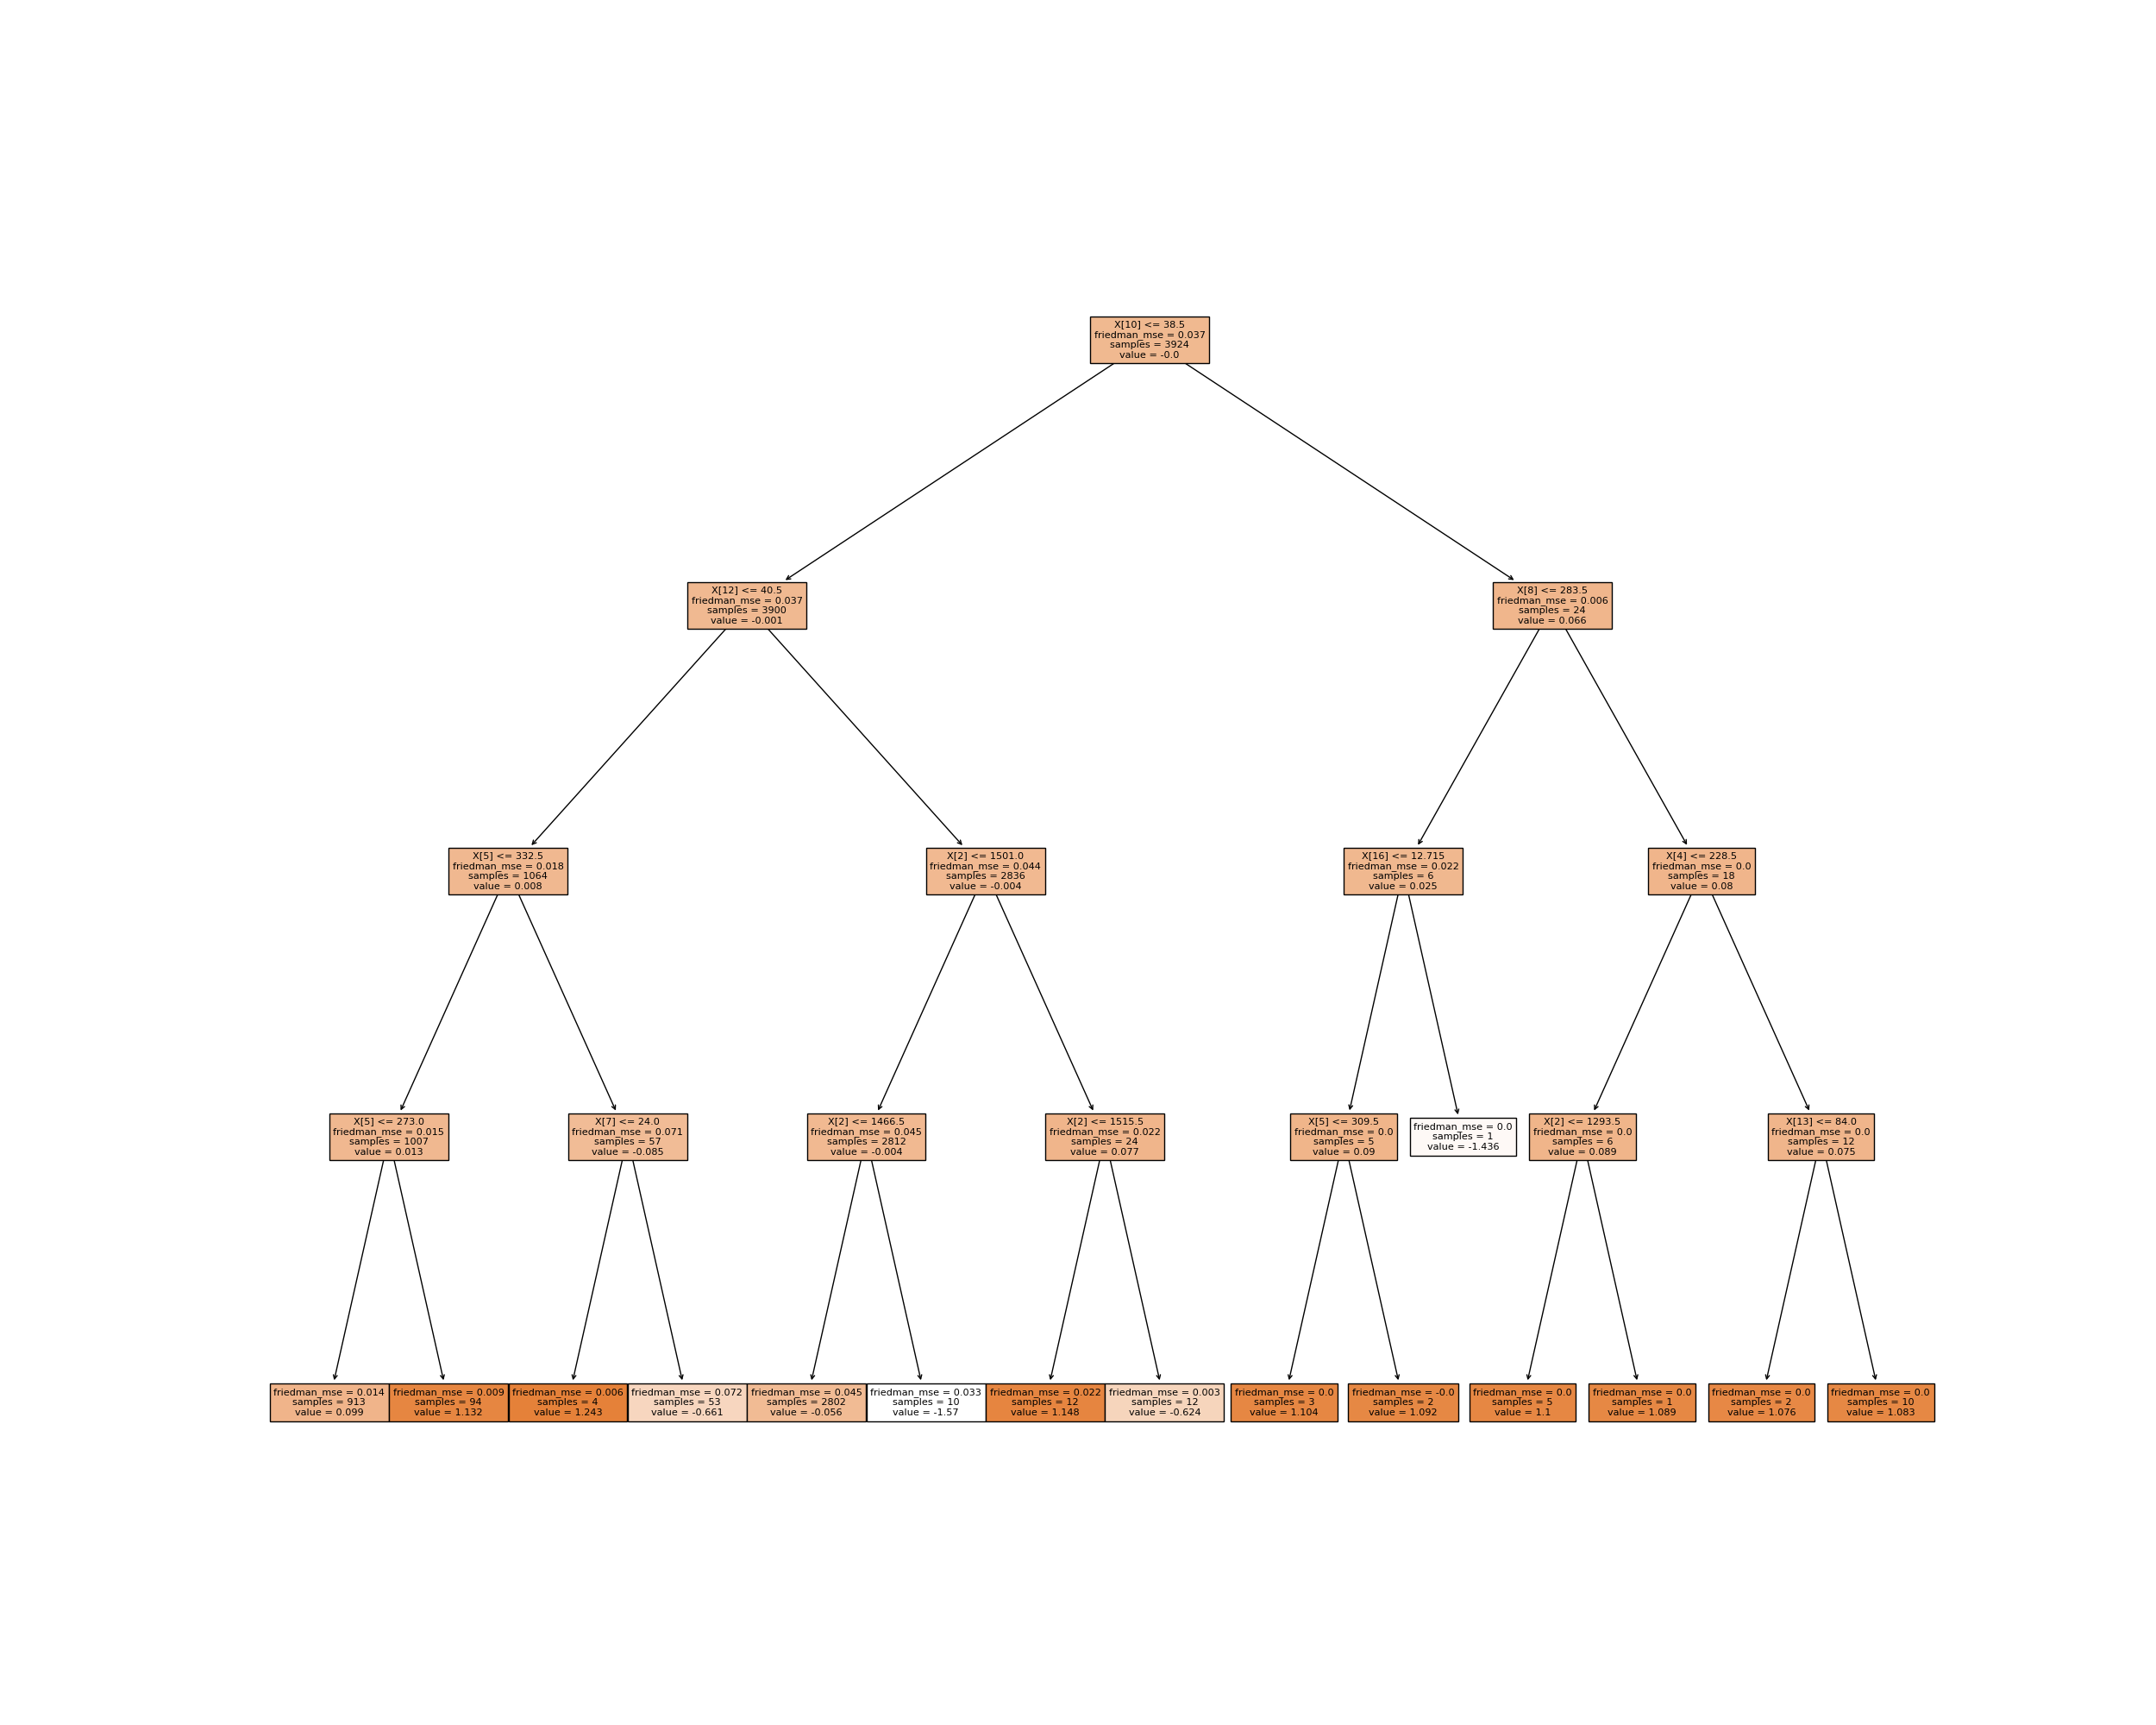 X[10] <= 38.5
friedman_mse = 0.037
samples = 3924
value = -0.0
X[12] <= 40.5
friedman_mse = 0.037
samples = 3900
value = -0.001
X[8] <= 283.5
friedman_mse = 0.006
samples = 24
value = 0.066
X[5] <= 332.5
friedman_mse = 0.018
samples = 1064
value = 0.008
X[2] <= 1501.0
friedman_mse = 0.044
samples = 2836
value = -0.004
X[16] <= 12.715
friedman_mse = 0.022
samples = 6
value = 0.025
X[4] <= 228.5
friedman_mse = 0.0
samples = 18
value = 0.08
X[5] <= 273.0
friedman_mse = 0.015
samples = 1007
value = 0.013
X[7] <= 24.0
friedman_mse = 0.071
samples = 57
value = -0.085
X[2] <= 1466.5
friedman_mse = 0.045
samples = 2812
value = -0.004
X[2] <= 1515.5
friedman_mse = 0.022
samples = 24
value = 0.077
X[5] <= 309.5
friedman_mse = 0.0
samples = 5
value = 0.09
friedman_mse = 0.0
samples = 1
value = -1.436
X[2] <= 1293.5
friedman_mse = 0.0
samples = 6
value = 0.089
X[13] <= 84.0
friedman_mse = 0.0
samples = 12
value = 0.075
friedman_mse = 0.014
samples = 913
value = 0.099
friedman_mse = 0.009
samples = 94
value = 1.132
friedman_mse = 0.006
samples = 4
value = 1.243
friedman_mse = 0.072
samples = 53
value = -0.661
friedman_mse = 0.045
samples = 2802
value = -0.056
friedman_mse = 0.033
samples = 10
value = -1.57
friedman_mse = 0.022
samples = 12
value = 1.148
friedman_mse = 0.003
samples = 12
value = -0.624
friedman_mse = 0.0
samples = 3
value = 1.104
friedman_mse = -0.0
samples = 2
value = 1.092
friedman_mse = 0.0
samples = 5
value = 1.1
friedman_mse = 0.0
samples = 1
value = 1.089
friedman_mse = 0.0
samples = 2
value = 1.076
friedman_mse = 0.0
samples = 10
value = 1.083